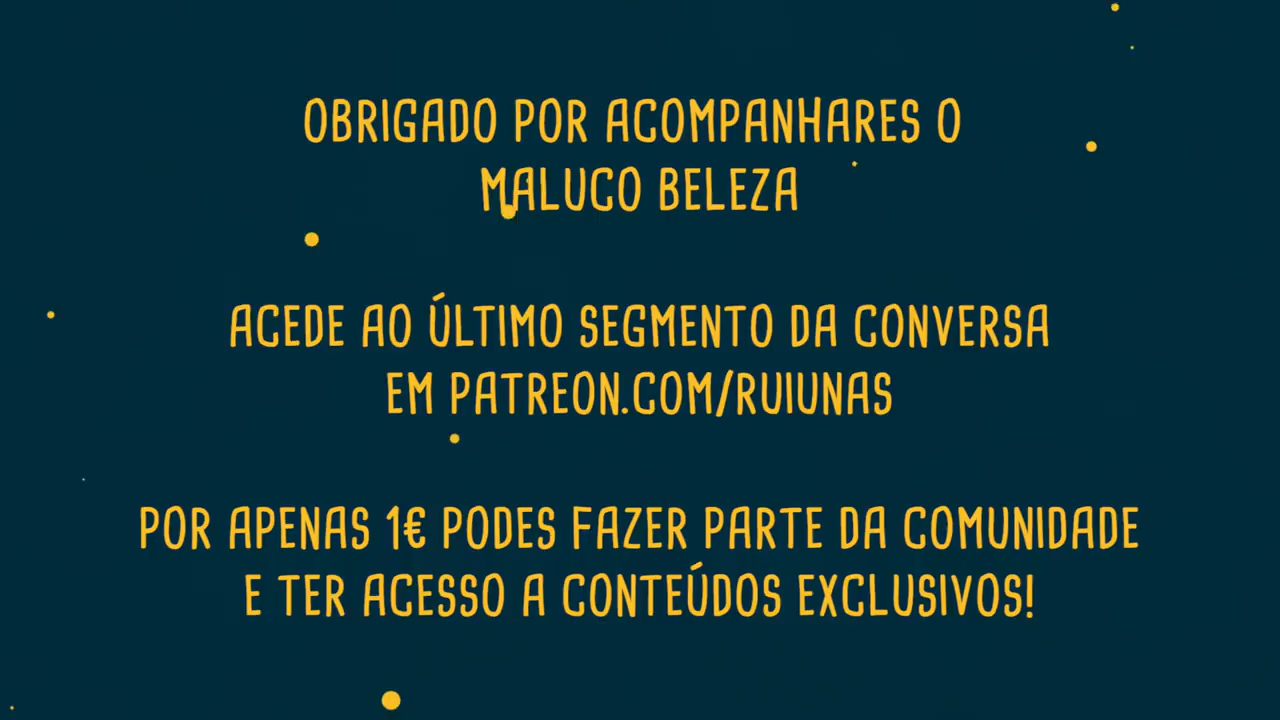 OBRIGADO POR ACOMPANHARES O
MALUCO BELEZA
ACEDE AO ÚLTIMO SEGMENTO DA CONVERSA
EM PATREON.COM/RUIUNAS
POR APENAS 1€ PODES FAZER PARTE DA COMUNIDADE
E TER ACESSO A CONTEÚDOS EXCLUSIVOS!